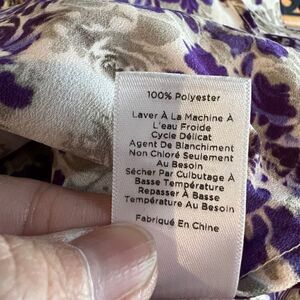 100% Polyester
Laver À La Machine À
L'eau Froide
Cycle Délicat
Agent De Blanchiment
Non Chloré Seulement
Au Besoin
Sécher Par Culbutage À
Basse Température
Repasser À Basse
Température Au Besoin
Fabriqué En Chine